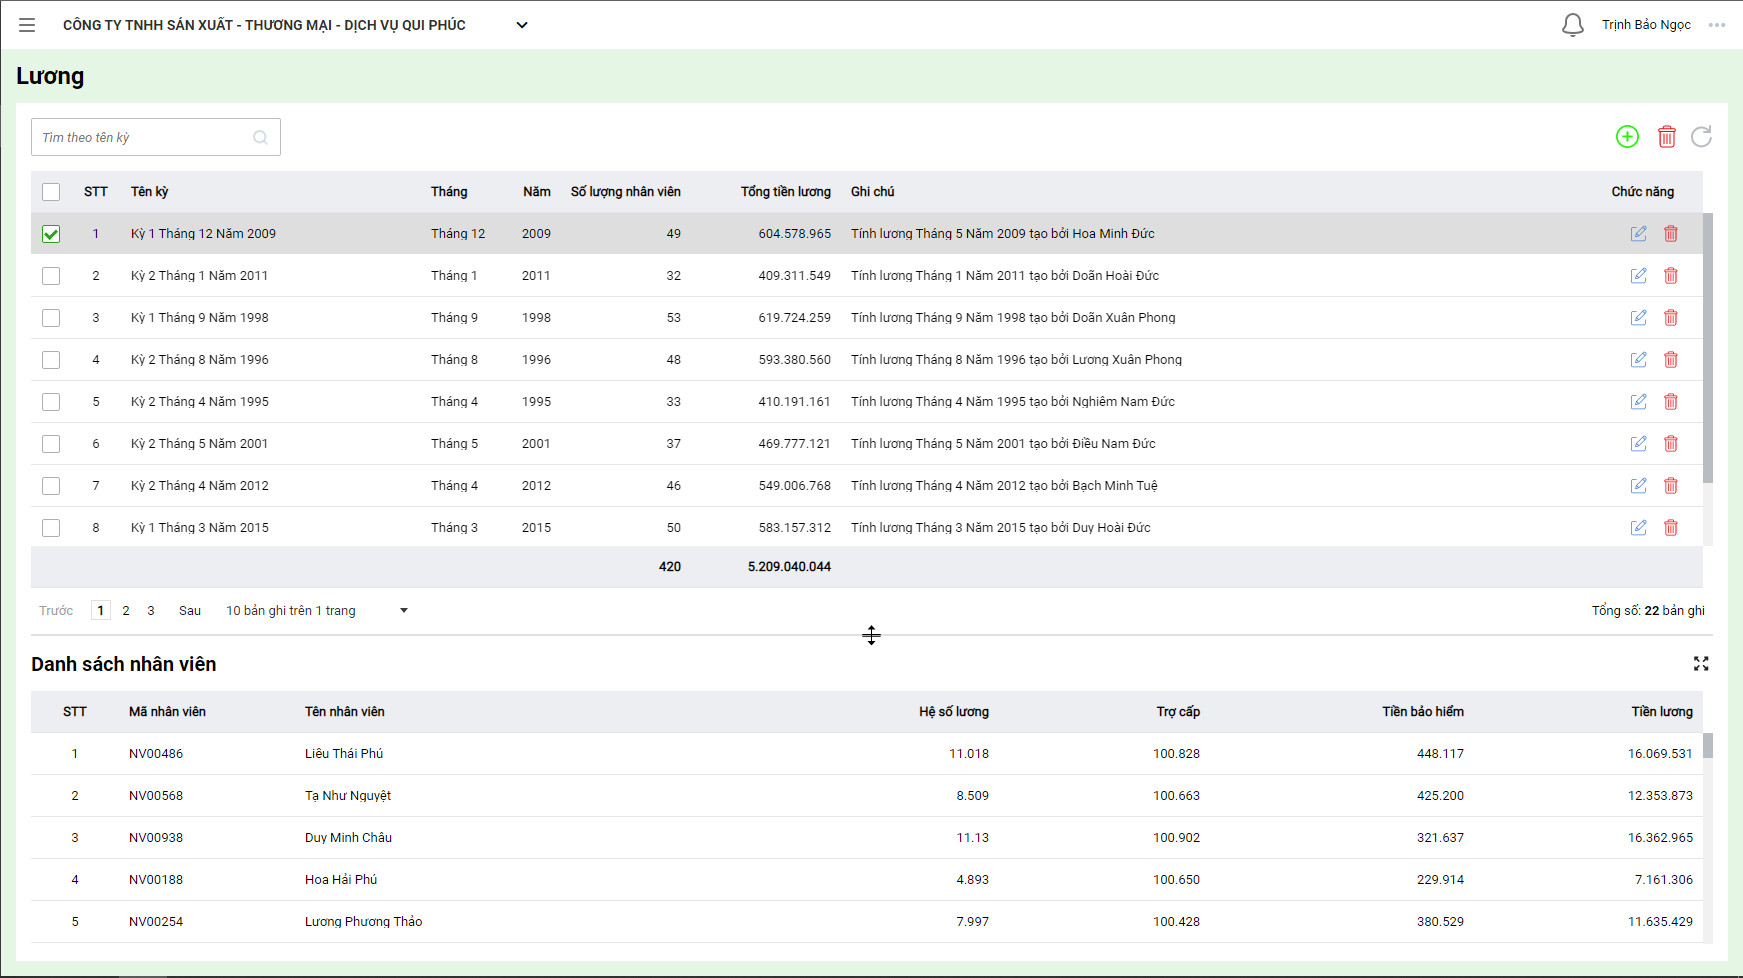 CÔNG TY TNHH SẢN XUẤT - THƯƠNG MẠI - DỊCH VỤ QUI PHÚC
Trịnh Bảo Ngọc
Lương
Tìm theo tên kỳ
STT Tên kỳ Tháng Năm Số lượng nhân viên Tổng tiền lương Ghi chú Chức năng
1 Kỳ 1 Tháng 12 Năm 2009 Tháng 12 2009 49 604.578.965 Tính lương Tháng 5 Năm 2009 tạo bởi Hoa Minh Đức
2 Kỳ 2 Tháng 1 Năm 2011 Tháng 1 2011 32 409.311.549 Tính lương Tháng 1 Năm 2011 tạo bởi Doãn Hoài Đức
3 Kỳ 1 Tháng 9 Năm 1998 Tháng 9 1998 53 619.724.259 Tính lương Tháng 9 Năm 1998 tạo bởi Doãn Xuân Phong
4 Kỳ 2 Tháng 8 Năm 1996 Tháng 8 1996 48 593.380.560 Tính lương Tháng 8 Năm 1996 tạo bởi Lương Xuân Phong
5 Kỳ 2 Tháng 4 Năm 1995 Tháng 4 1995 33 410.191.161 Tính lương Tháng 4 Năm 1995 tạo bởi Nghiêm Nam Đức
6 Kỳ 2 Tháng 5 Năm 2001 Tháng 5 2001 37 469.777.121 Tính lương Tháng 5 Năm 2001 tạo bởi Điều Nam Đức
7 Kỳ 2 Tháng 4 Năm 2012 Tháng 4 2012 46 549.006.768 Tính lương Tháng 4 Năm 2012 tạo bởi Bạch Minh Tuệ
8 Kỳ 1 Tháng 3 Năm 2015 Tháng 3 2015 50 583.157.312 Tính lương Tháng 3 Năm 2015 tạo bởi Duy Hoài Đức
420 5.209.040.044
Trước 1 2 3 Sau 10 bản ghi trên 1 trang Tổng số: 22 bản ghi
Danh sách nhân viên
STT Mã nhân viên Tên nhân viên Hệ số lương Trợ cấp Tiền bảo hiểm Tiền lương
1 NV00486 Liêu Thái Phú 11.018 100.828 448.117 16.069.531
2 NV00568 Tạ Như Nguyệt 8.509 100.663 425.200 12.353.873
3 NV00938 Duy Minh Châu 11.13 100.902 321.637 16.362.965
4 NV00188 Hoa Hải Phú 4.893 100.650 229.914 7.161.306
5 NV00254 Lương Phương Thảo 7.997 100.428 380.529 11.635.429